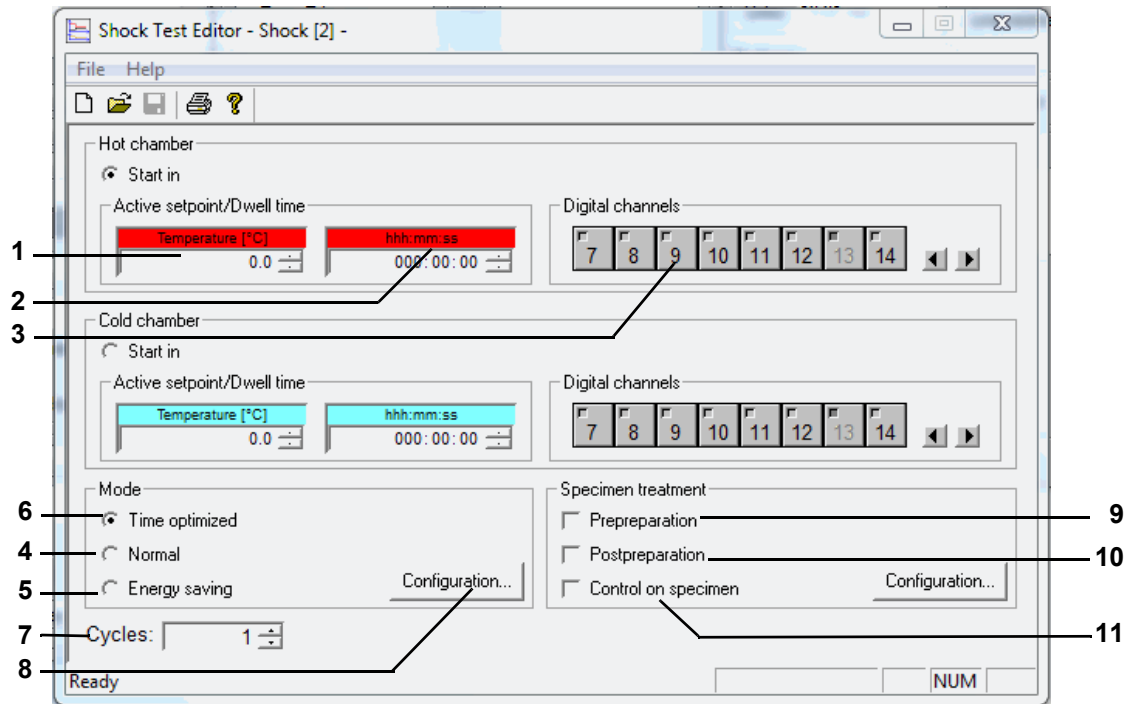 Shock Test Editor - Shock [2] -
File Help
Hot chamber
Start in
Active setpoint/Dwell time
Digital channels
Temperature [°C]
hhh:mm:ss
7 8 9 10 11 12 13 14
1
0.0
000:00:00
2
3
Cold chamber
Start in
Active setpoint/Dwell time
Digital channels
Temperature [°C]
hhh:mm:ss
7 8 9 10 11 12 13 14
0.0
000:00:00
Mode
Specimen treatment
6
Time optimized
Prepreparation
9
4
Normal
Postpreparation
10
5
Energy saving
Configuration...
Control on specimen
Configuration...
7
Cycles:
1
11
8
Ready
NUM